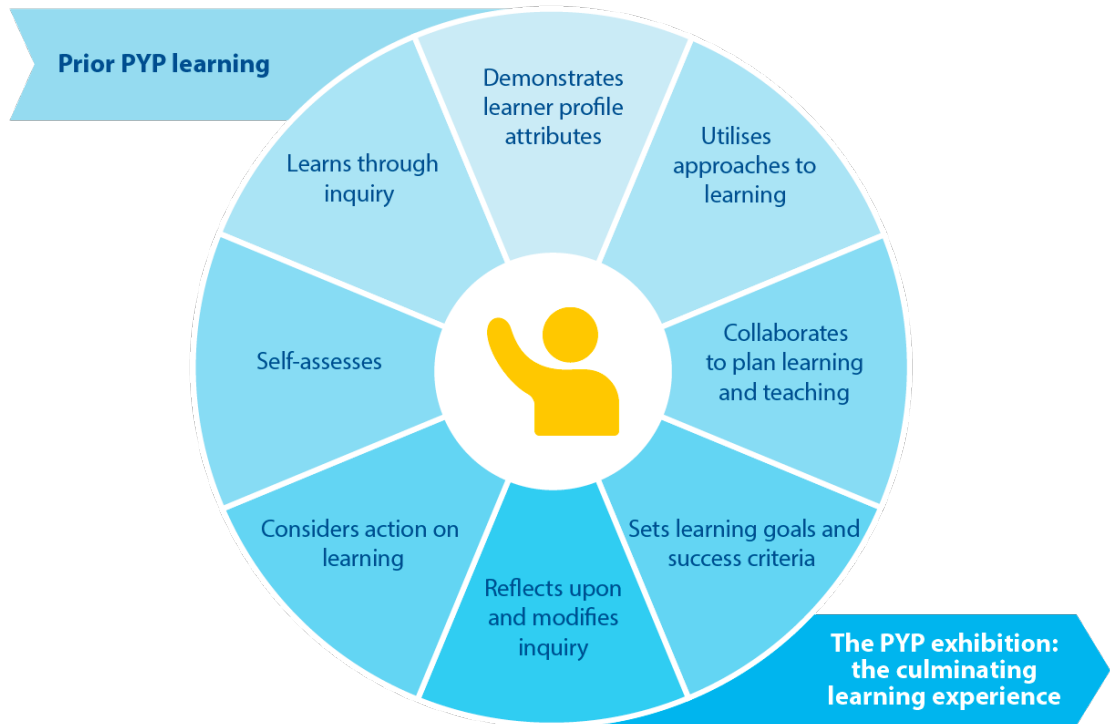 Prior PYP learning
Demonstrates
learner profile
attributes
Utilises
approaches to
learning
Collaborates
to plan learning
and teaching
Sets learning goals and
success criteria
Reflects upon
and modifies
inquiry
Considers action on
learning
Self-assesses
Learns through
inquiry
The PYP exhibition:
the culminating
learning experience